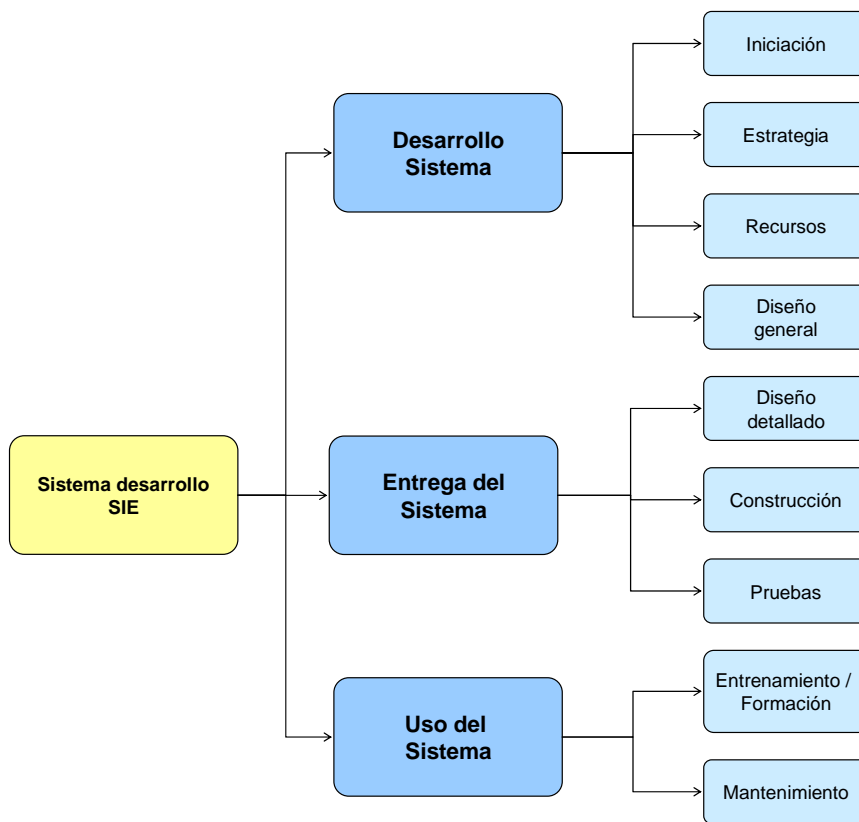 Iniciación
Desarrollo
Sistema
Estrategia
Recursos
Diseño
general
Sistema desarrollo
SIE
Entrega del
Sistema
Diseño
detallado
Construcción
Pruebas
Uso del
Sistema
Entrenamiento /
Formación
Mantenimiento